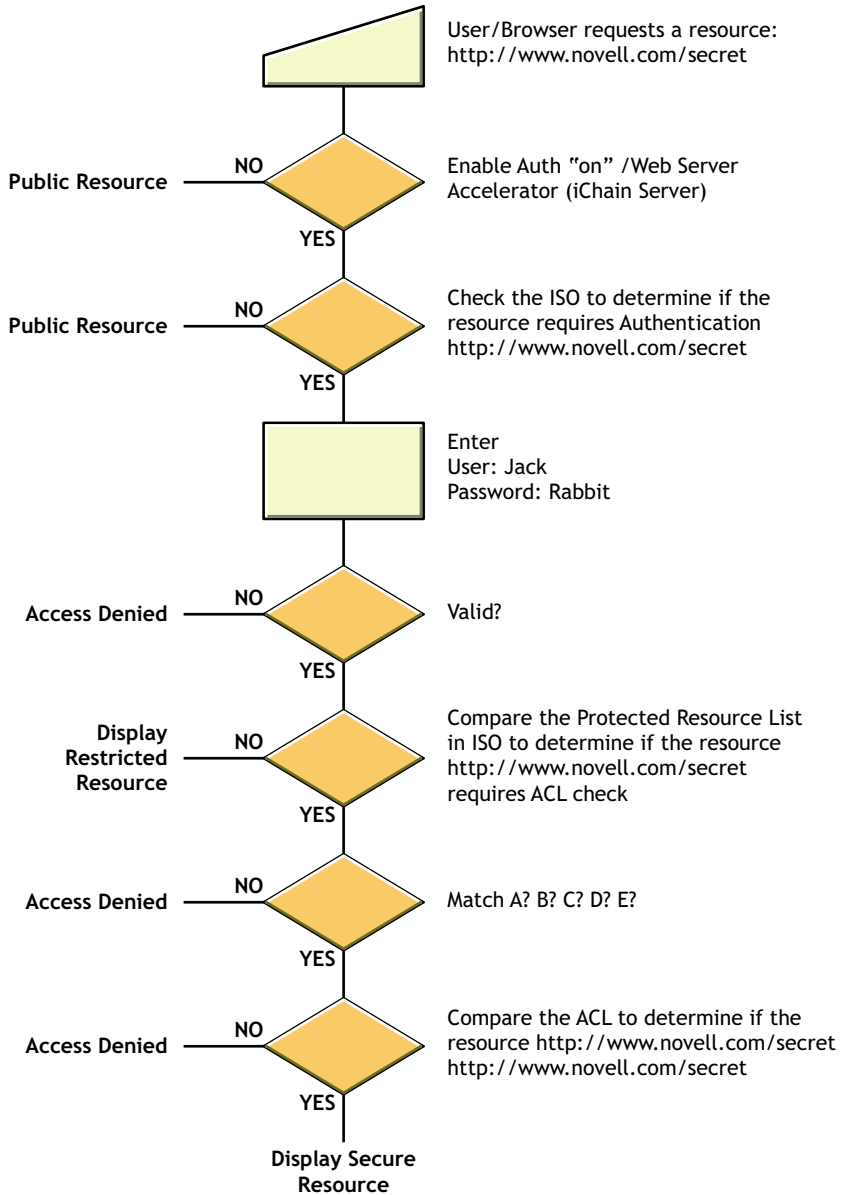 User/Browser requests a resource:
http://www.novell.com/secret
NO
Public Resource
Enable Auth “on” /Web Server
Accelerator (iChain Server)
YES
NO
Public Resource
Check the ISO to determine if the
resource requires Authentication
http://www.novell.com/secret
YES
Enter
User: Jack
Password: Rabbit
NO
Access Denied
Valid?
YES
NO
Display
Restricted
Resource
Compare the Protected Resource List
in ISO to determine if the resource
http://www.novell.com/secret
requires ACL check
YES
NO
Access Denied
Match A? B? C? D? E?
YES
NO
Access Denied
Compare the ACL to determine if the
resource http://www.novell.com/secret
http://www.novell.com/secret
YES
Display Secure
Resource